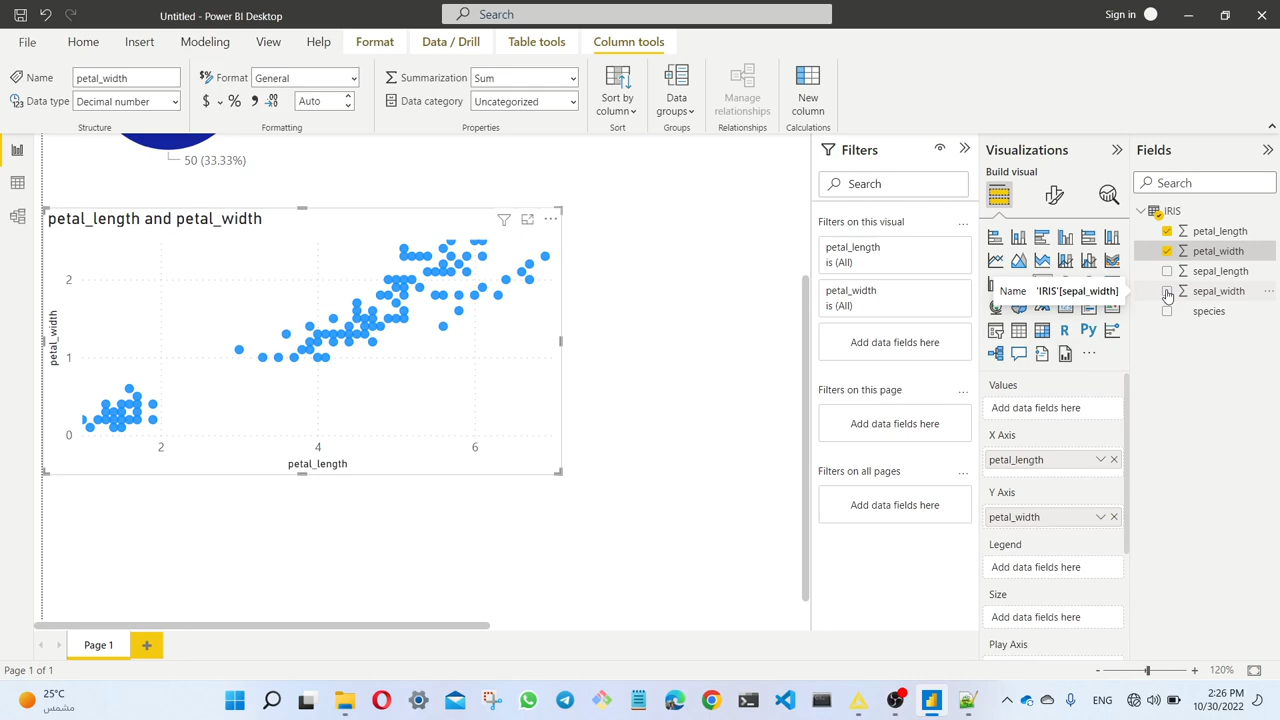 Untitled - Power BI Desktop
Search
Sign in
File
Home
Insert
Modeling
View
Help
Format
Data / Drill
Table tools
Column tools
Name
petal_width
Format
General
Summarization
Sum
Data type
Decimal number
$
%
Auto
Data category
Uncategorized
Sort by
column
Data
groups
Manage
relationships
New
column
Structure
Formatting
Properties
Sort
Groups
Relationships
Calculations
50 (33.33%)
petal_length and petal_width
2
1
0
petal_width
2
4
6
petal_length
Filters
Search
Filters on this visual
petal_length
is (All)
petal_width
is (All)
Add data fields here
Filters on this page
Add data fields here
Filters on all pages
Add data fields here
Visualizations
Build visual
Name 'IRIS'[sepal_width]
R
Py
Values
Add data fields here
X Axis
petal_length
Y Axis
petal_width
Legend
Add data fields here
Size
Add data fields here
Play Axis
Fields
Search
IRIS
petal_length
petal_width
sepal_length
sepal_width
species
Page 1
Page 1 of 1
120%
25°C
مشمس
ENG
2:26 PM
10/30/2022